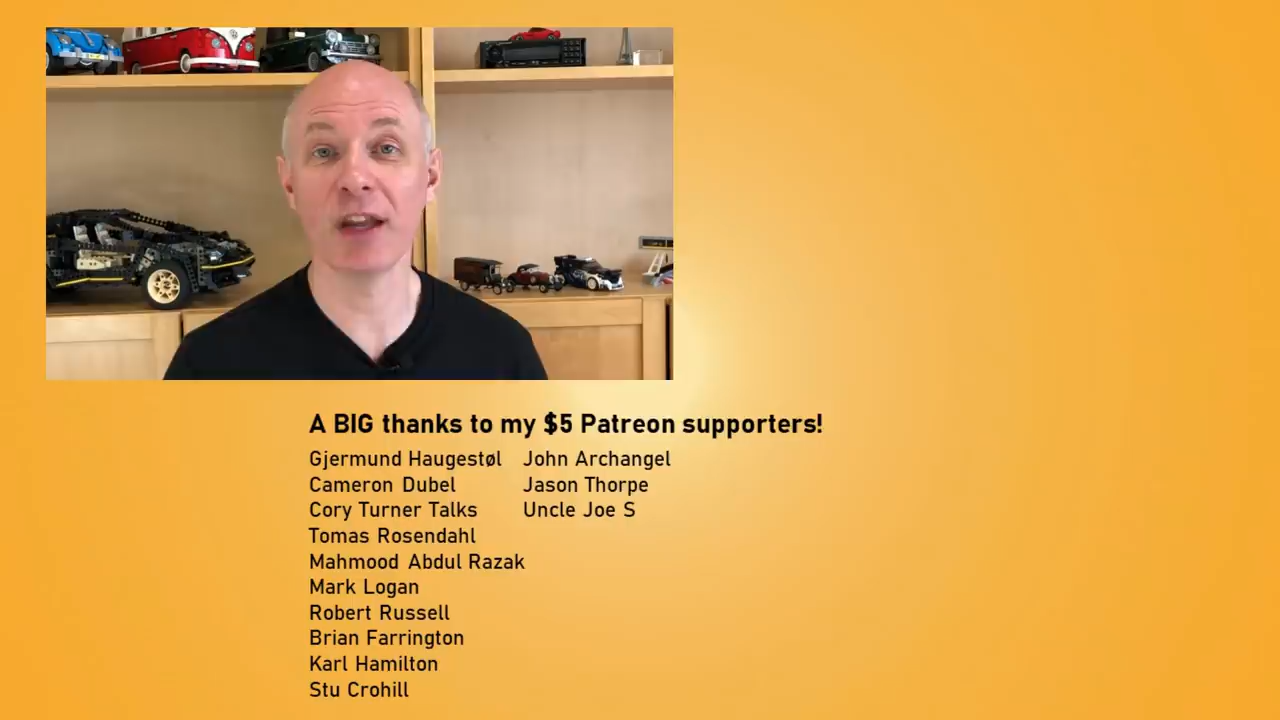 A BIG thanks to my $5 Patreon supporters!
Gjermund Haugestøl
Cameron Dubel
Cory Turner Talks
Tomas Rosendahl
Mahmood Abdul Razak
Mark Logan
Robert Russell
Brian Farrington
Karl Hamilton
Stu Crohill
John Archangel
Jason Thorpe
Uncle Joe S